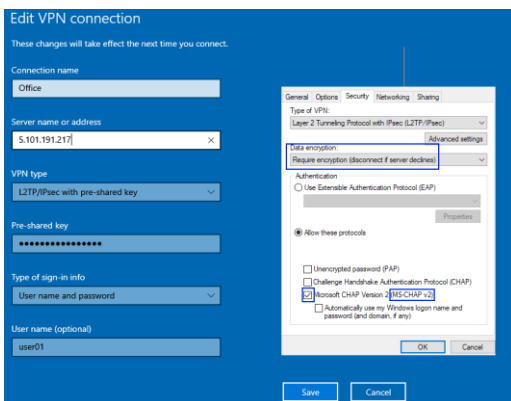 Edit VPN connection
These changes will take effect the next time you connect.
Connection name
Office
Server name or address
5.101.191.217
VPN type
L2TP/IPsec with pre-shared key
Pre-shared key
••••••••••••••••
Type of sign-in info
User name and password
User name (optional)
user01
General Options Security Networking Sharing
Type of VPN:
Layer 2 Tunneling Protocol with IPsec (L2TP/IPsec)
Advanced settings
Data encryption:
Require encryption (disconnect if server declines)
Authentication
Use Extensible Authentication Protocol (EAP)
Properties
Allow these protocols
Unencrypted password (PAP)
Challenge Handshake Authentication Protocol (CHAP)
Microsoft CHAP Version 2 (MS-CHAP v2)
Automatically use my Windows logon name and
password (and domain, if any)
OK Cancel
Save Cancel